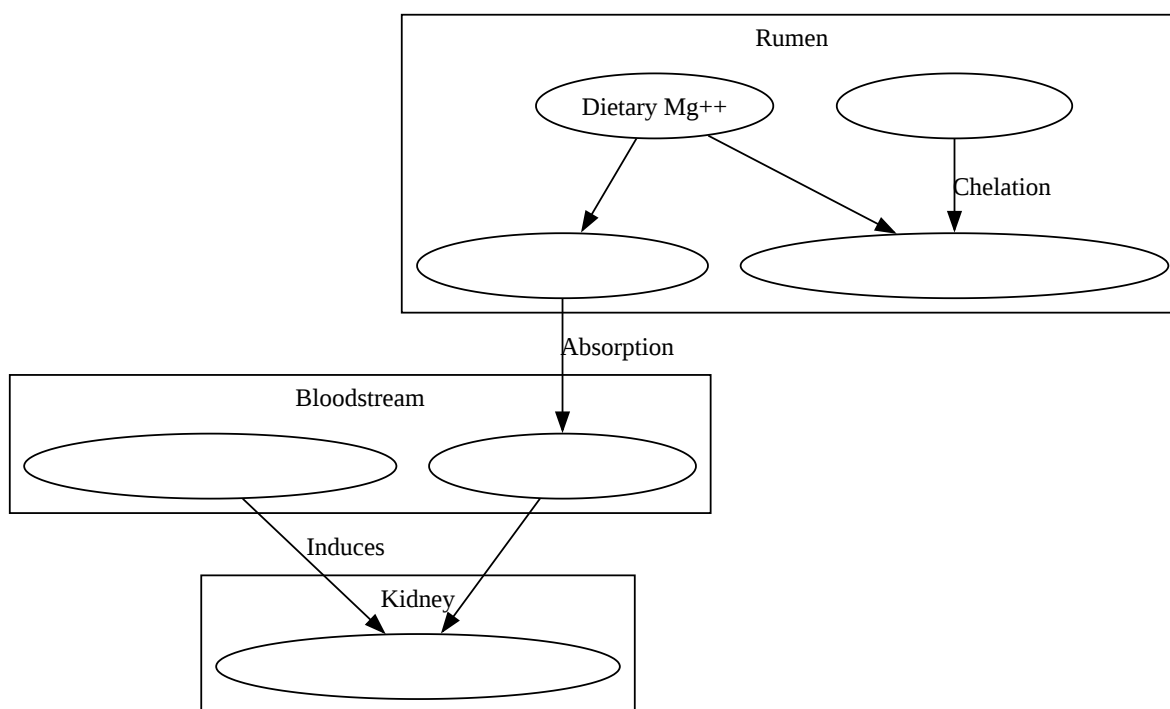 Rumen
Dietary Mg++
Chelation
Absorption
Bloodstream
Induces
Kidney